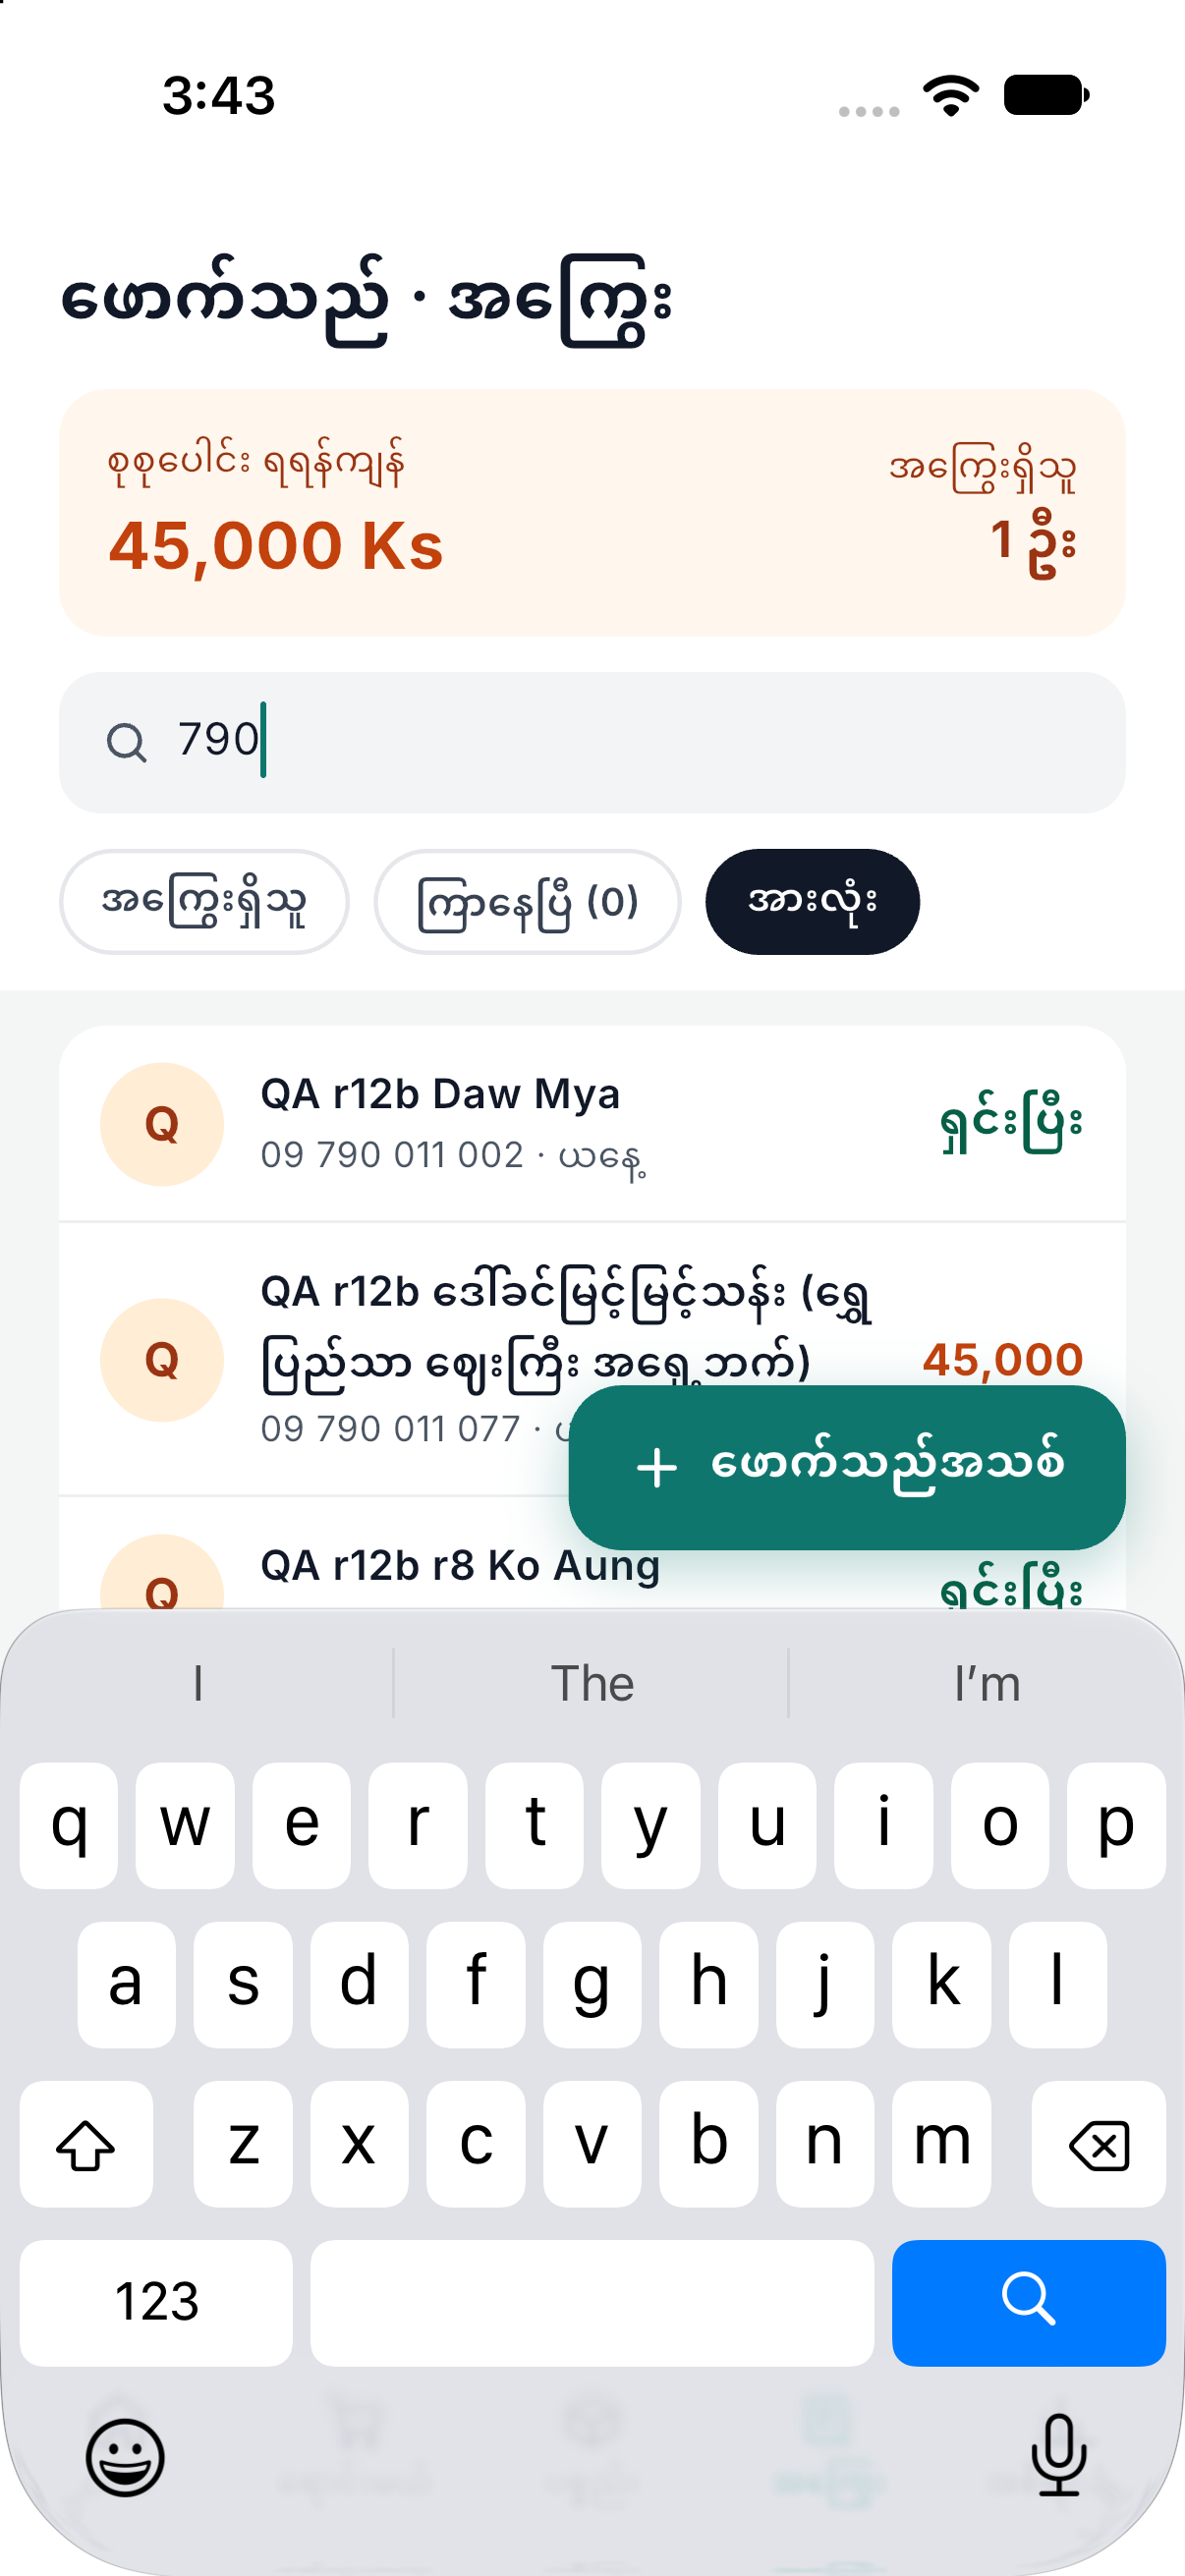 3:43
ဖောက်သည် · အကြွေး
စုစုပေါင်း ရရန်ကျန်
အကြွေးရှိသူ
45,000 Ks
1 ဦး
790
အကြွေးရှိသူ
ကြာနေပြီ (0)
အားလုံး
Q
QA r12b Daw Mya
09 790 011 002 · ယနေ့
ရှင်းပြီး
Q
QA r12b ဒေါ်ခင်မြင့်မြင့်သန်း (ရွှေ
ပြည်သာ ဈေးကြီး အရှေ့ဘက်)
45,000
09 790 011 077 ·
+ ဖောက်သည်အသစ်
Q
QA r12b r8 Ko Aung
ရှင်းပြီး
I The I’m
q w e r t y u i o p
a s d f g h j k l
z x c v b n m
123